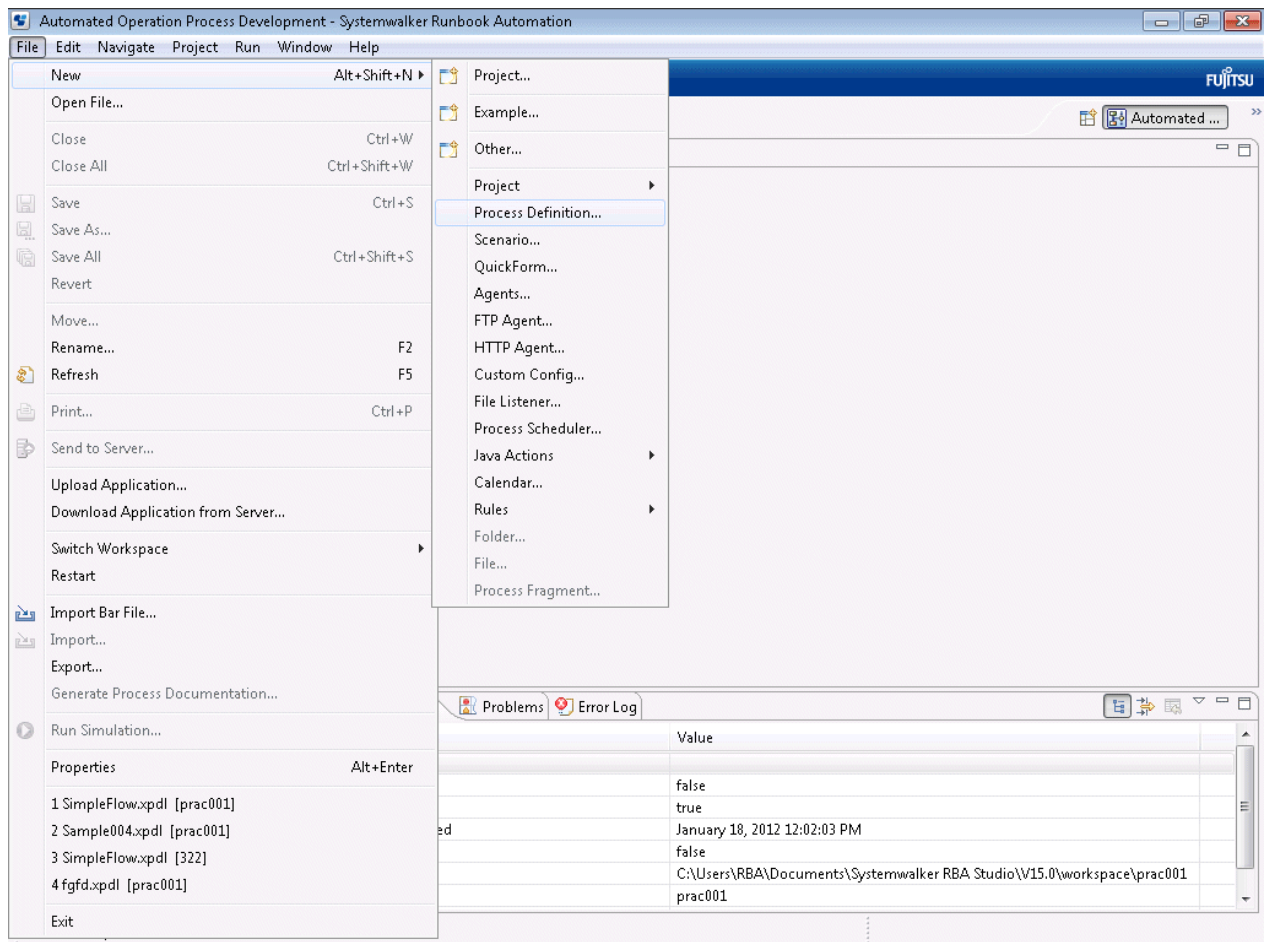 Automated Operation Process Development - Systemwalker Runbook Automation
File Edit Navigate Project Run Window Help
New Alt+Shift+N
Open File...
Close Ctrl+W
Close All Ctrl+Shift+W
Save Ctrl+S
Save As...
Save All Ctrl+Shift+S
Revert
Move...
Rename... F2
Refresh F5
Print... Ctrl+P
Send to Server...
Upload Application...
Download Application from Server...
Switch Workspace
Restart
Import Bar File...
Import...
Export...
Generate Process Documentation...
Run Simulation...
Properties Alt+Enter
1 SimpleFlow.xpdl [prac001]
2 Sample004.xpdl [prac001]
3 SimpleFlow.xpdl [322]
4 fgfd.xpdl [prac001]
Exit
Project...
Example...
Other...
Project
Process Definition...
Scenario...
QuickForm...
Agents...
FTP Agent...
HTTP Agent...
Custom Config...
File Listener...
Process Scheduler...
Java Actions
Calendar...
Rules
Folder...
File...
Process Fragment...
FUJITSU
Automated ...
Problems Error Log
Value
false
true
ed January 18, 2012 12:02:03 PM
false
C:\Users\RBA\Documents\Systemwalker RBA Studio\V15.0\workspace\prac001
prac001